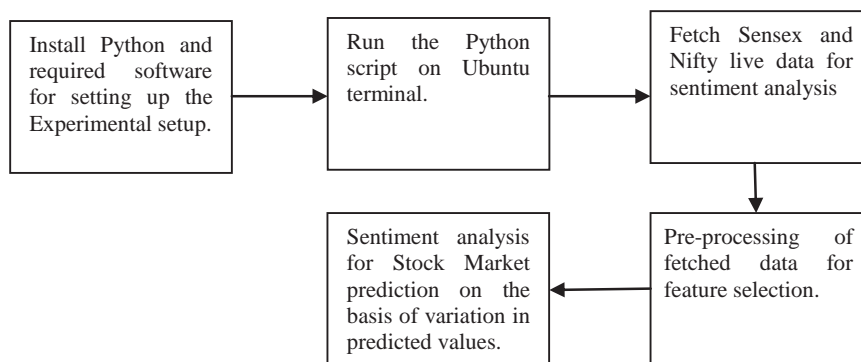 Install Python and
required software
for setting up the
Experimental setup.
Run the Python
script on Ubuntu
terminal.
Fetch Sensex and
Nifty live data for
sentiment analysis
Pre-processing of
fetched data for
feature selection.
Sentiment analysis
for Stock Market
prediction on the
basis of variation in
predicted values.